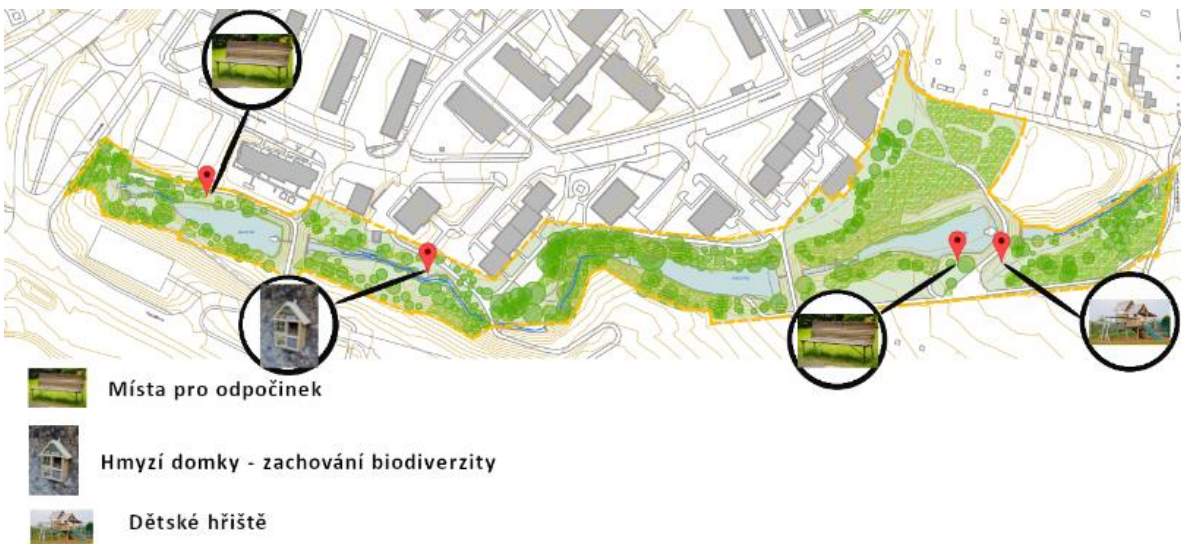 Místa pro odpočinek
Hmyzí domky - zachování biodiverzity
Dětské hřiště